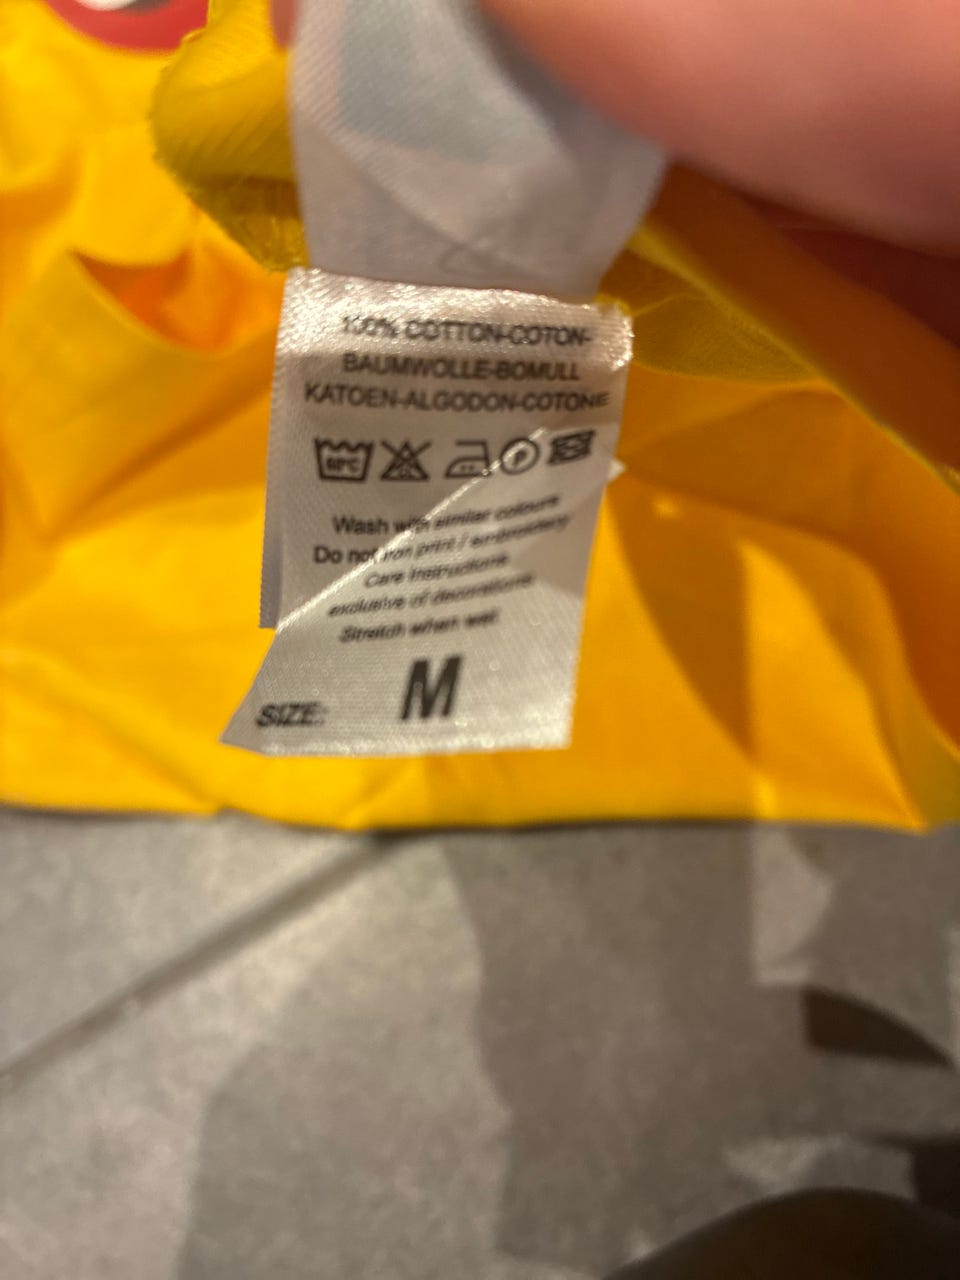 100% COTTON-COTON-
BAUMWOLLE-BOMULL
KATOEN-ALGODON-COTONE
60°C P
Wash with similar colours
Do not iron print / embroidery
Care Instructions
exclusive of decorations
Stretch when wet
SIZE: M